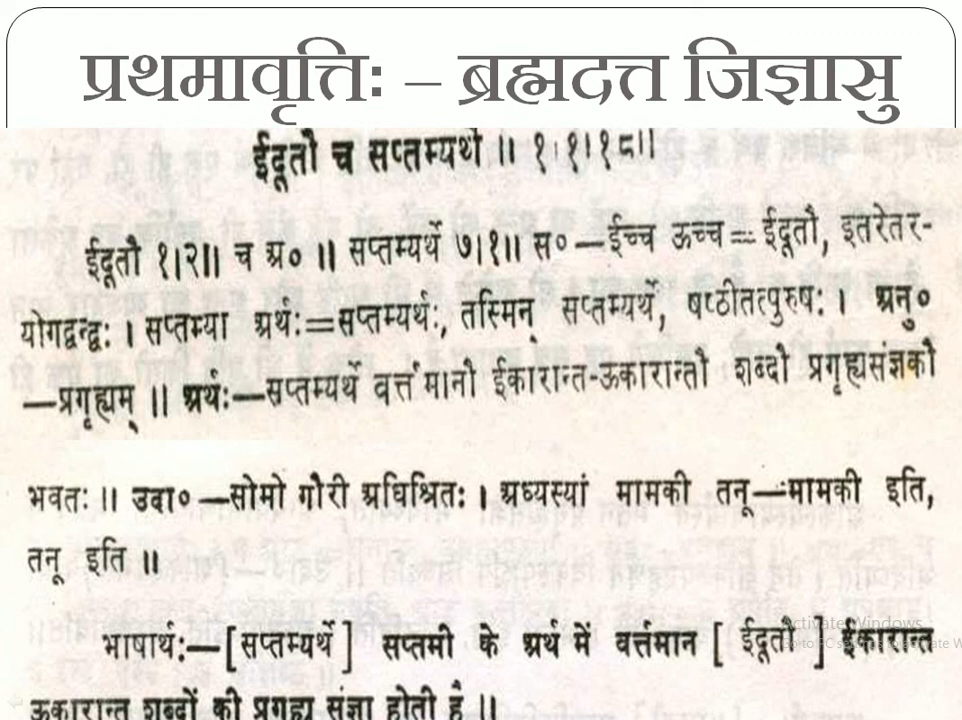 प्रथमावृत्तिः – ब्रह्मदत्त जिज्ञासु
ईदूतौ च सप्तम्यर्थे ॥ १।१।१८॥
ईदूतौ १।२॥ च अ० ॥ सप्तम्यर्थे ७।१॥ स०—ईच्च ऊच्च= ईदूतौ, इतरेतर-
योगद्वन्द्वः । सप्तम्या अर्थः=सप्तम्यर्थः, तस्मिन् सप्तम्यर्थे, षष्ठीतत्पुरुषः । अनु०
—प्रगृह्यम् ॥ अर्थः—सप्तम्यर्थे वर्त्तमानौ ईकारान्त-ऊकारान्तौ शब्दौ प्रगृह्यसंज्ञकौ
भवतः ॥ उदा०—सोमो गौरी अधिश्रितः । अध्यस्यां मामकी तनू—मामकी इति,
तनू इति ॥
Activate Windows
भाषार्थः—[सप्तम्यर्थे] सप्तमी के अर्थ में वर्त्तमान [ईदूतौ] ईकारान्त
ऊकारान्त शब्दों की प्रगृह्य संज्ञा होती है ॥